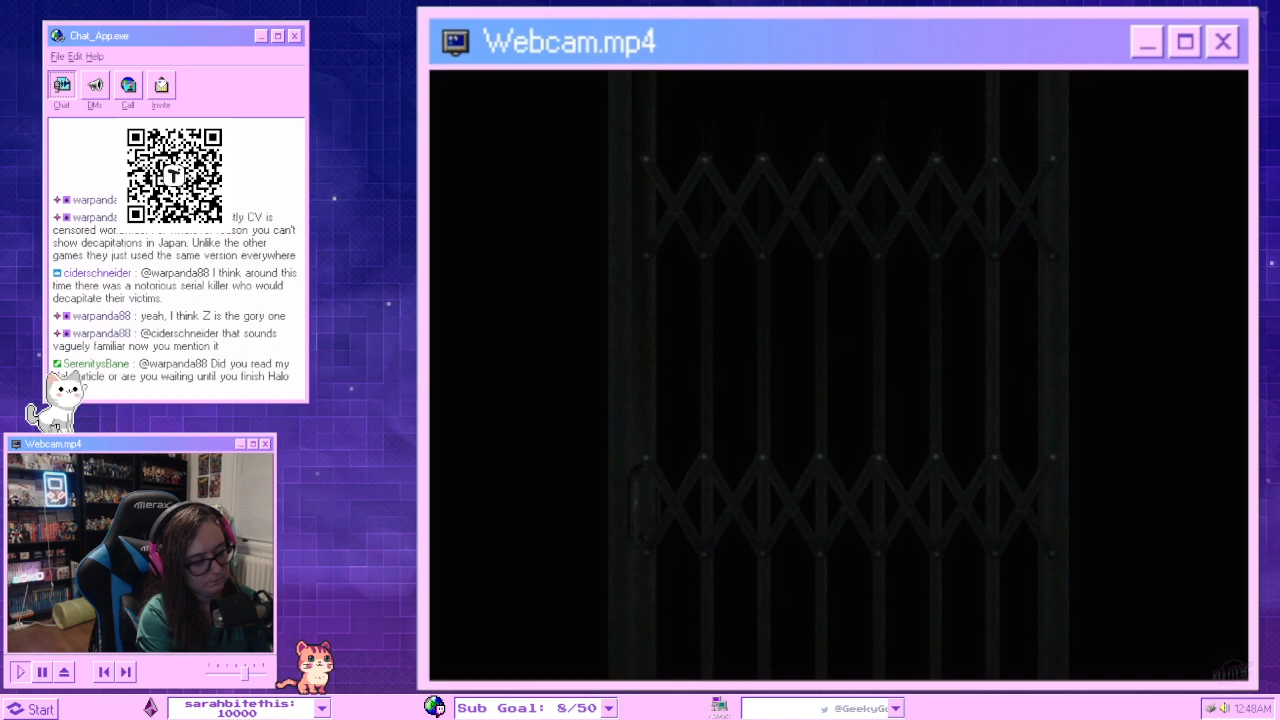 Chat_App.exe
File Edit Help
Chat DMs Call Invite
warpanda
warpanda tly CV is
censored
show decapitations in Japan. Unlike the other
games they just used the same version everywhere
ciderschneider : @warpanda88 I think around this
time there was a notorious serial killer who would
decapitate their victims.
warpanda88 : yeah, I think Z is the gory one
warpanda88 : @ciderschneider that sounds
vaguely familiar now you mention it
SerenitysBane : @warpanda88 Did you read my
article or are you waiting until you finish Halo
?
Webcam.mp4
Webcam.mp4
merax
Start
sarahbitethis:
10000
Sub Goal: 8/50
@GeekyGo
12:48AM